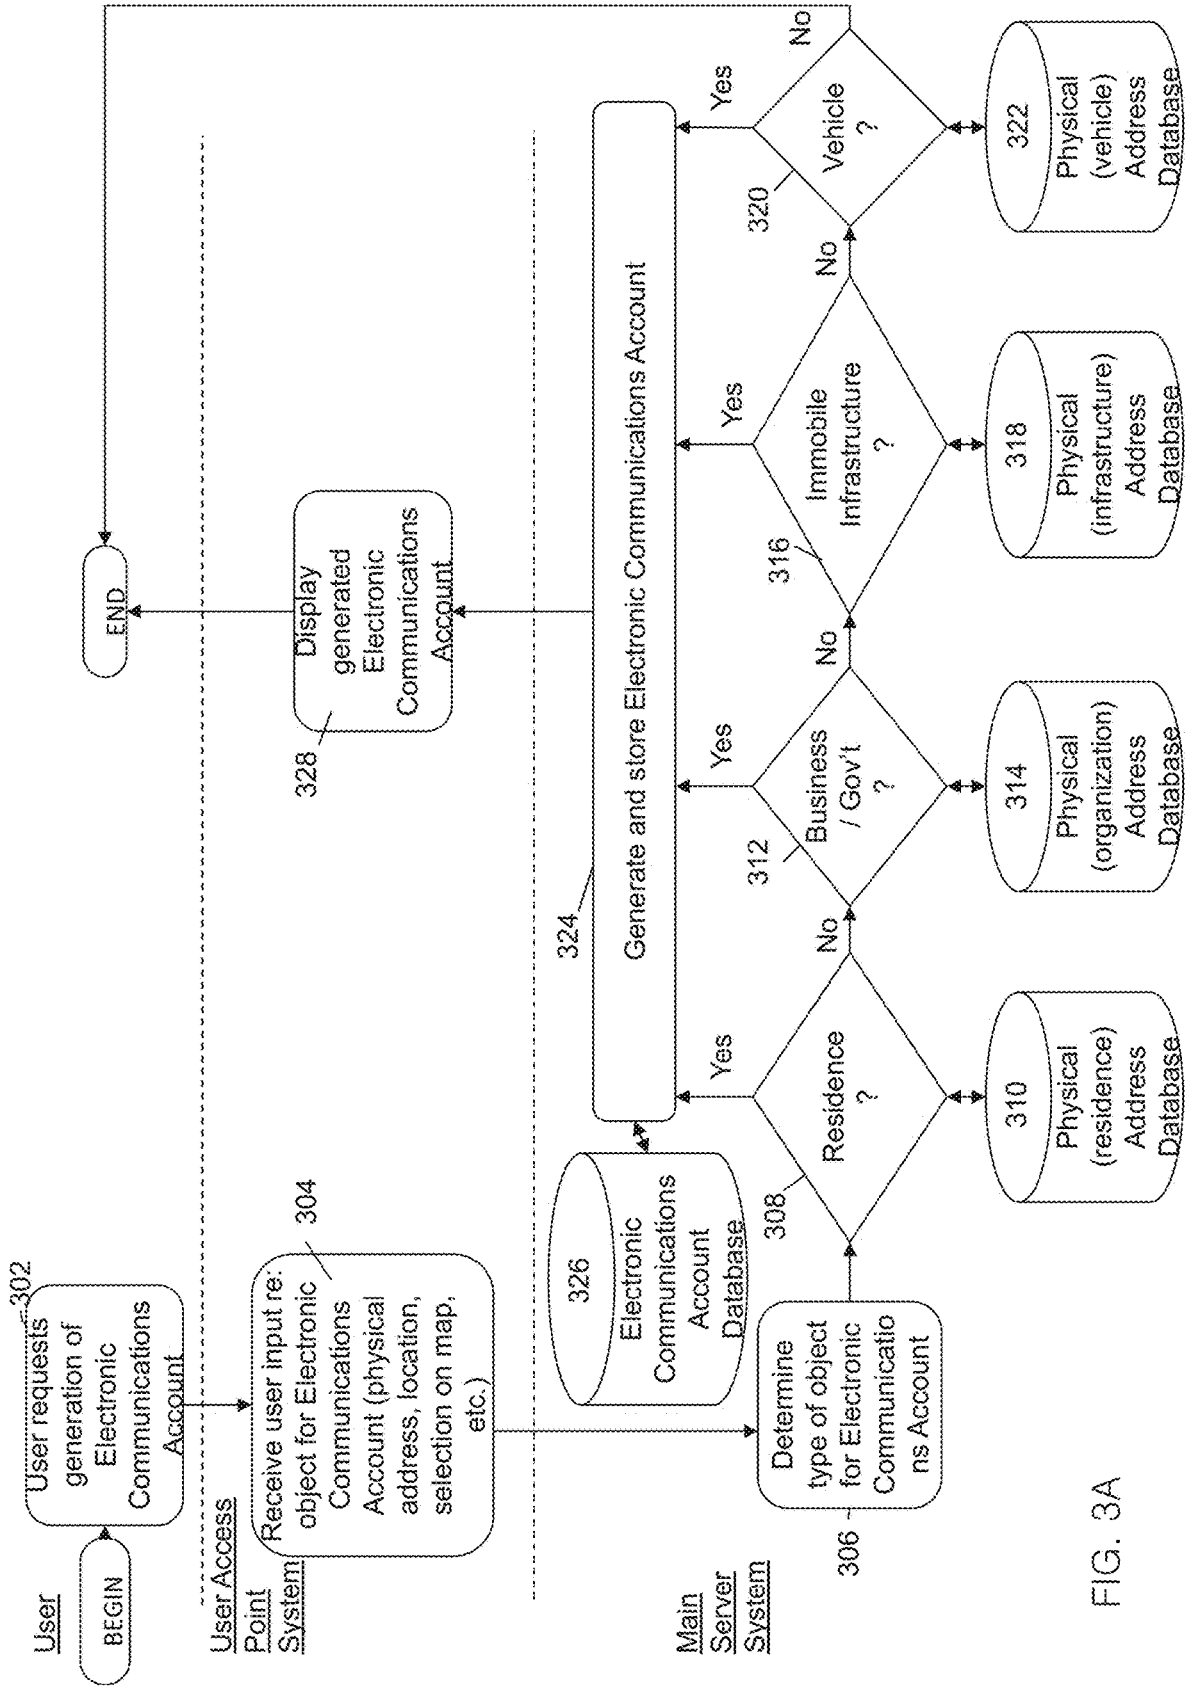 User
BEGIN
302
User requests
generation of
Electronic
Communications
Account
END
User Access
Point
System
Receive user input re:
object for Electronic
Communications
Account (physical
address, location,
selection on map,
etc.)
304
328
Display
generated
Electronic
Communications
Account
Main
Server
System
326
Electronic
Communications
Account
Database
324
Generate and store Electronic Communications Account
306
Determine
type of object
for Electronic
Communicatio
ns Account
308
Residence
?
Yes
No
312
Business
/ Gov't.
?
Yes
No
316
Immobile
Infrastructure
?
Yes
No
320
Vehicle
?
Yes
No
310
Physical
(residence)
Address
Database
314
Physical
(organization)
Address
Database
318
Physical
(infrastructure)
Address
Database
322
Physical
(vehicle)
Address
Database
FIG. 3A